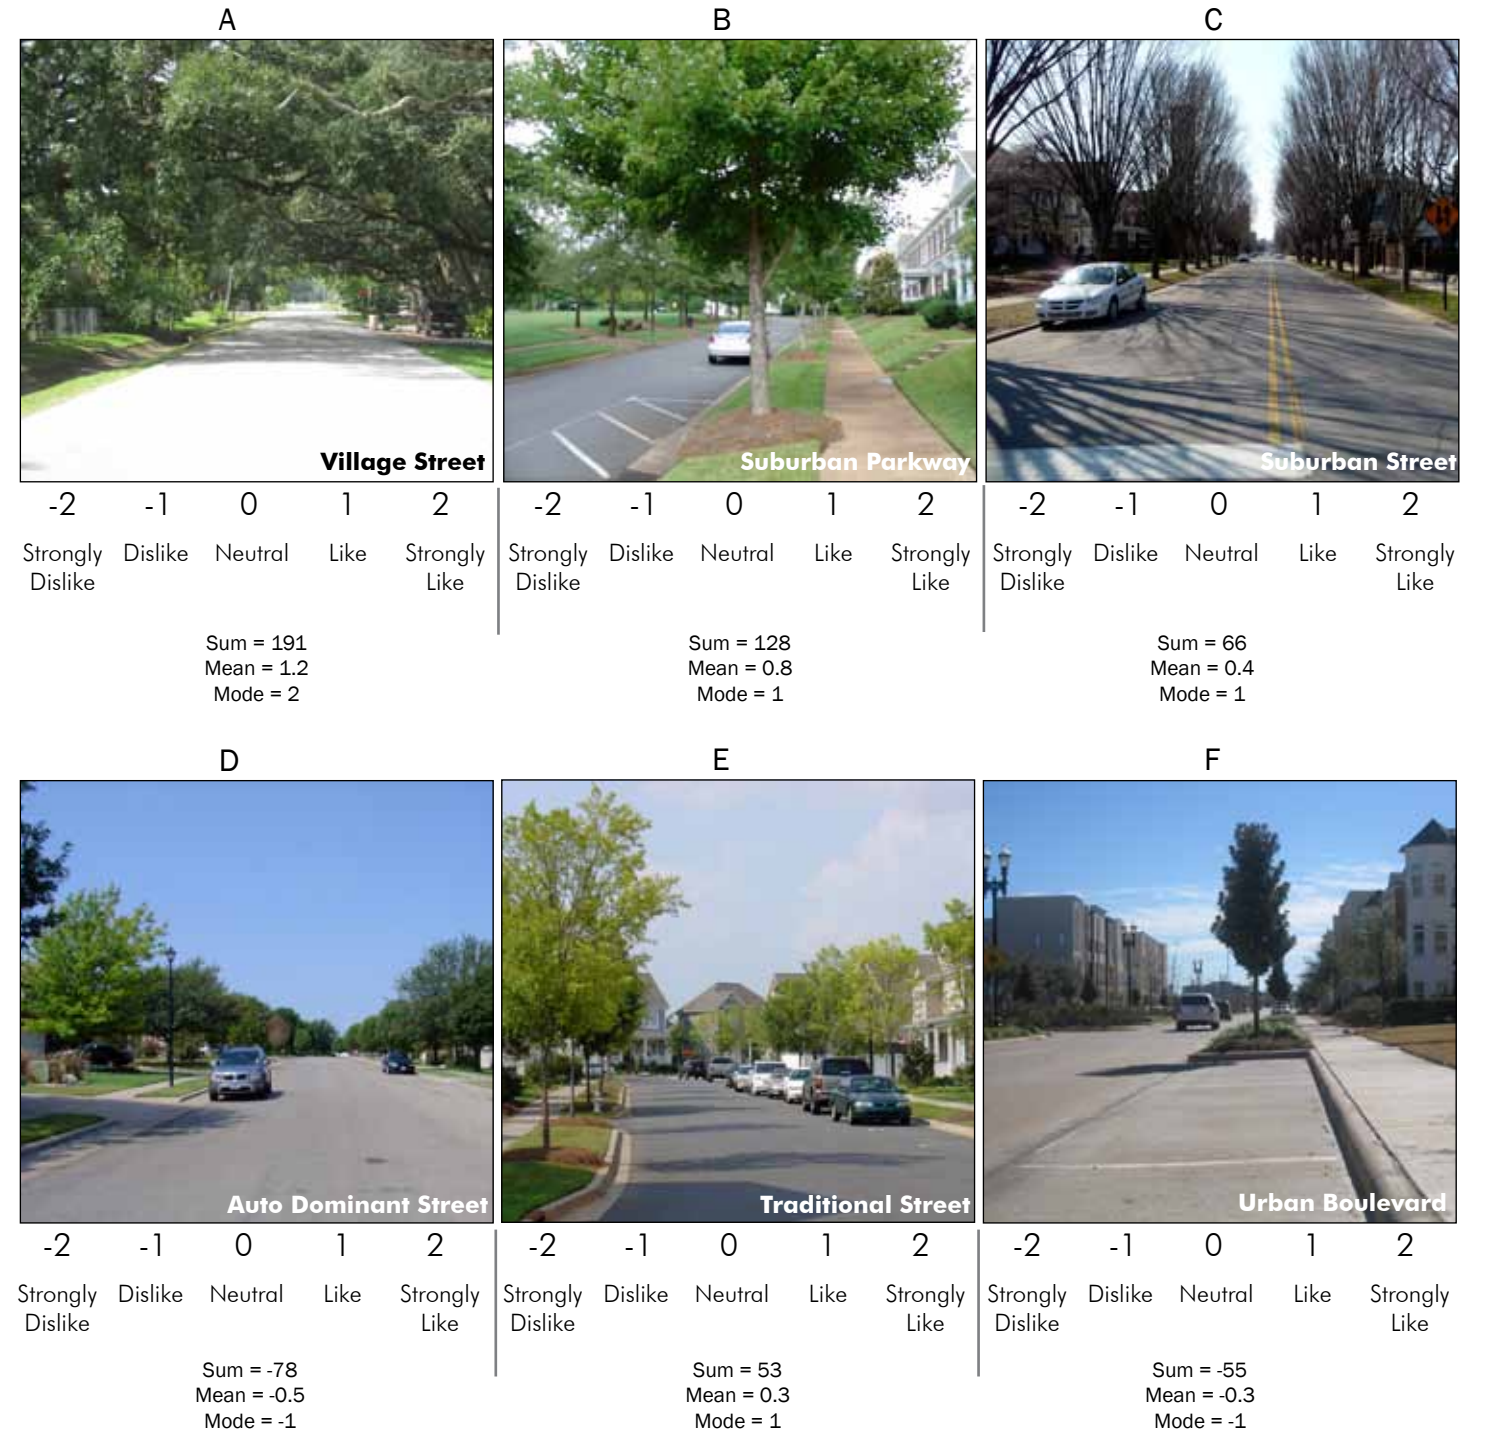 A
B
C
Village Street
Suburban Parkway
Suburban Street
-2 -1 0 1 2
Strongly Dislike Neutral Like Strongly
Dislike Like
Sum = 191
Mean = 1.2
Mode = 2
-2 -1 0 1 2
Strongly Dislike Neutral Like Strongly
Dislike Like
Sum = 128
Mean = 0.8
Mode = 1
-2 -1 0 1 2
Strongly Dislike Neutral Like Strongly
Dislike Like
Sum = 66
Mean = 0.4
Mode = 1
D
E
F
Auto Dominant Street
Traditional Street
Urban Boulevard
-2 -1 0 1 2
Strongly Dislike Neutral Like Strongly
Dislike Like
Sum = -78
Mean = -0.5
Mode = -1
-2 -1 0 1 2
Strongly Dislike Neutral Like Strongly
Dislike Like
Sum = 53
Mean = 0.3
Mode = 1
-2 -1 0 1 2
Strongly Dislike Neutral Like Strongly
Dislike Like
Sum = -55
Mean = -0.3
Mode = -1